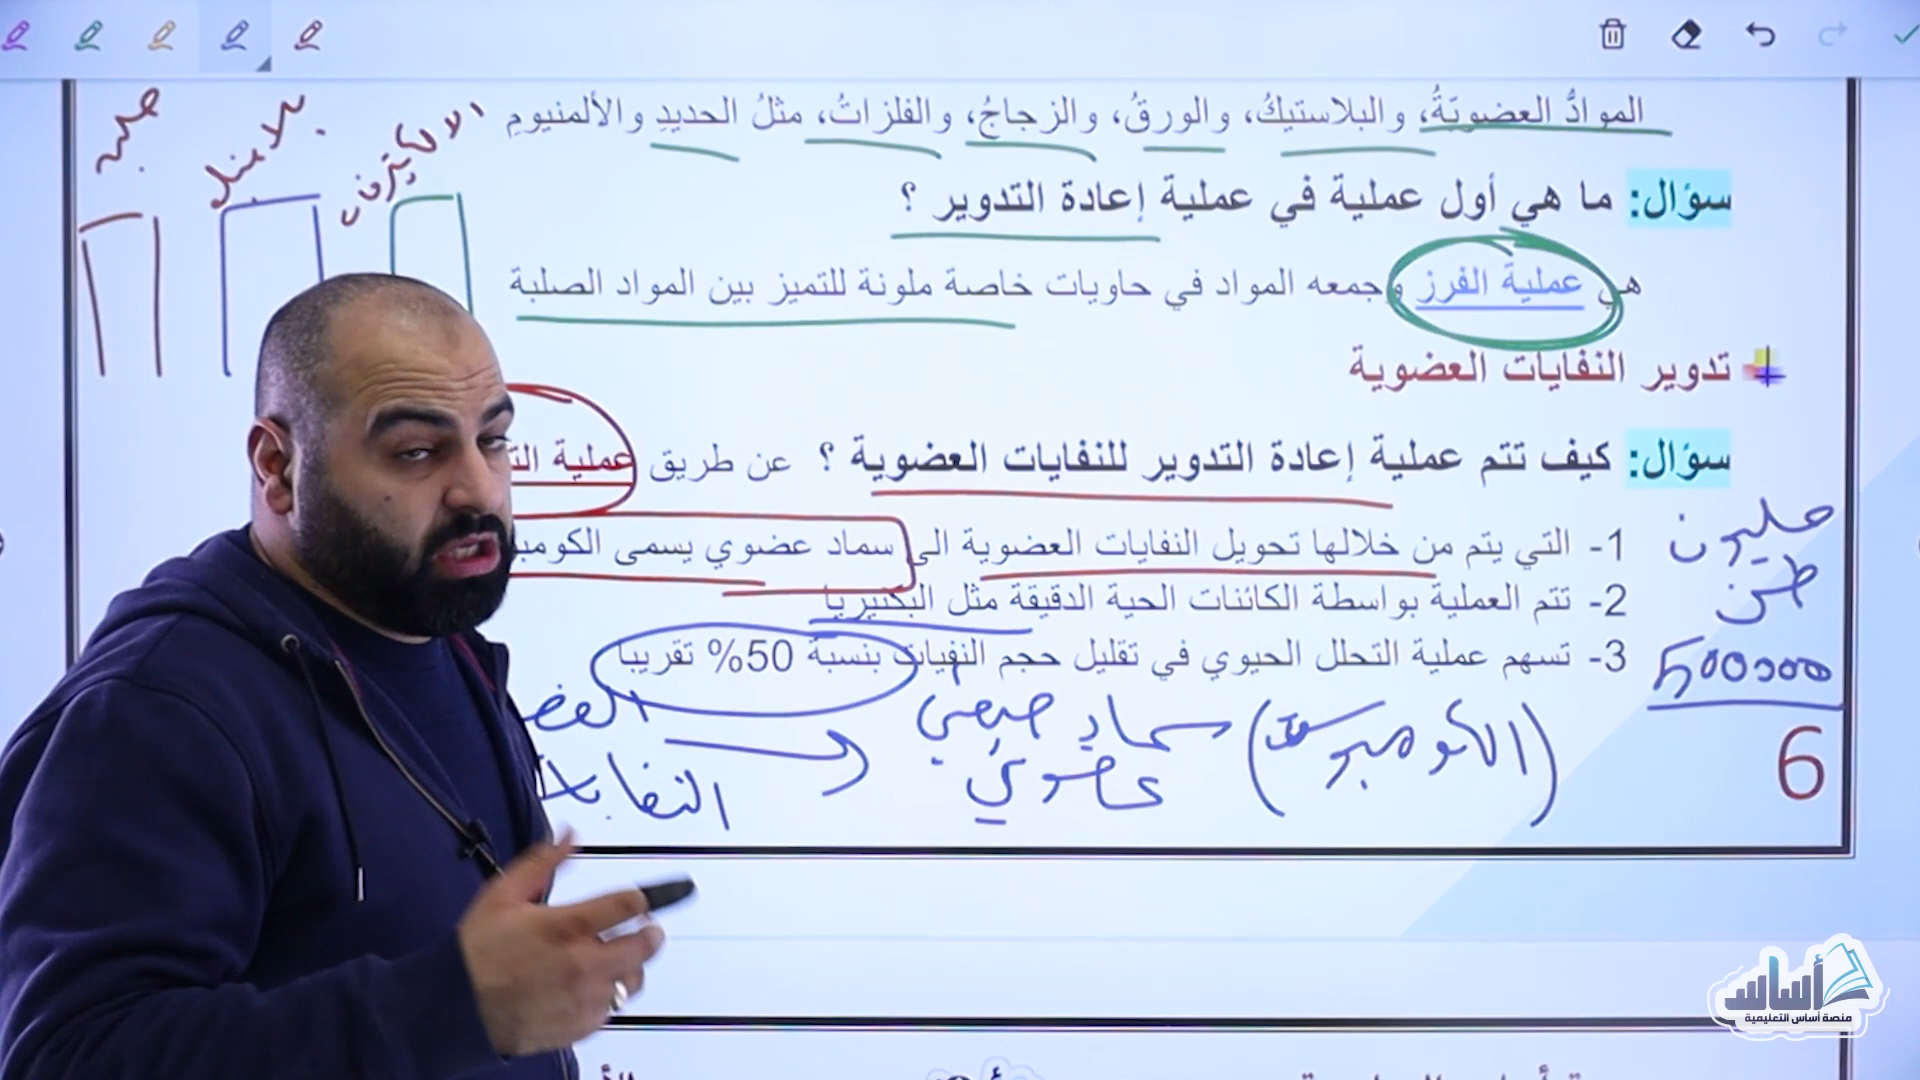 الموادُّ العضويّةُ، والبلاستيكُ، والورقُ، والزجاجُ، والفلزاتُ، مثلُ الحديدِ والألمنيومِ
سؤال: ما هي أول عملية في عملية إعادة التدوير ؟
هي عملية الفرز وجمعه المواد في حاويات خاصة ملونة للتميز بين المواد الصلبة
تدوير النفايات العضوية
سؤال: كيف تتم عملية إعادة التدوير للنفايات العضوية ؟ عن طريق عملية
1- التي يتم من خلالها تحويل النفايات العضوية الى سماد عضوي يسمى
2- تتم العملية بواسطة الكائنات الحية الدقيقة مثل البكتيريا
3- تسهم عملية التحلل الحيوي في تقليل حجم النفيات بنسبة 50% تقريبا
مليون
طن
500000
(الكومبوست) سماد طبيعي
عضوي
النفايات
6
أساس
منصة أساس التعليمية